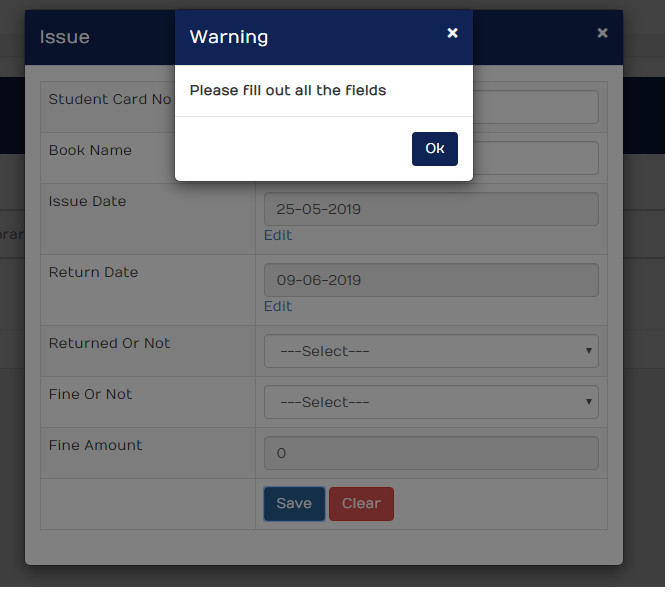 Issue
×
Warning
×
Please fill out all the fields
Ok
Student Card No
Book Name
Issue Date
25-05-2019
Edit
Return Date
09-06-2019
Edit
Returned Or Not
---Select---
Fine Or Not
---Select---
Fine Amount
0
Save
Clear